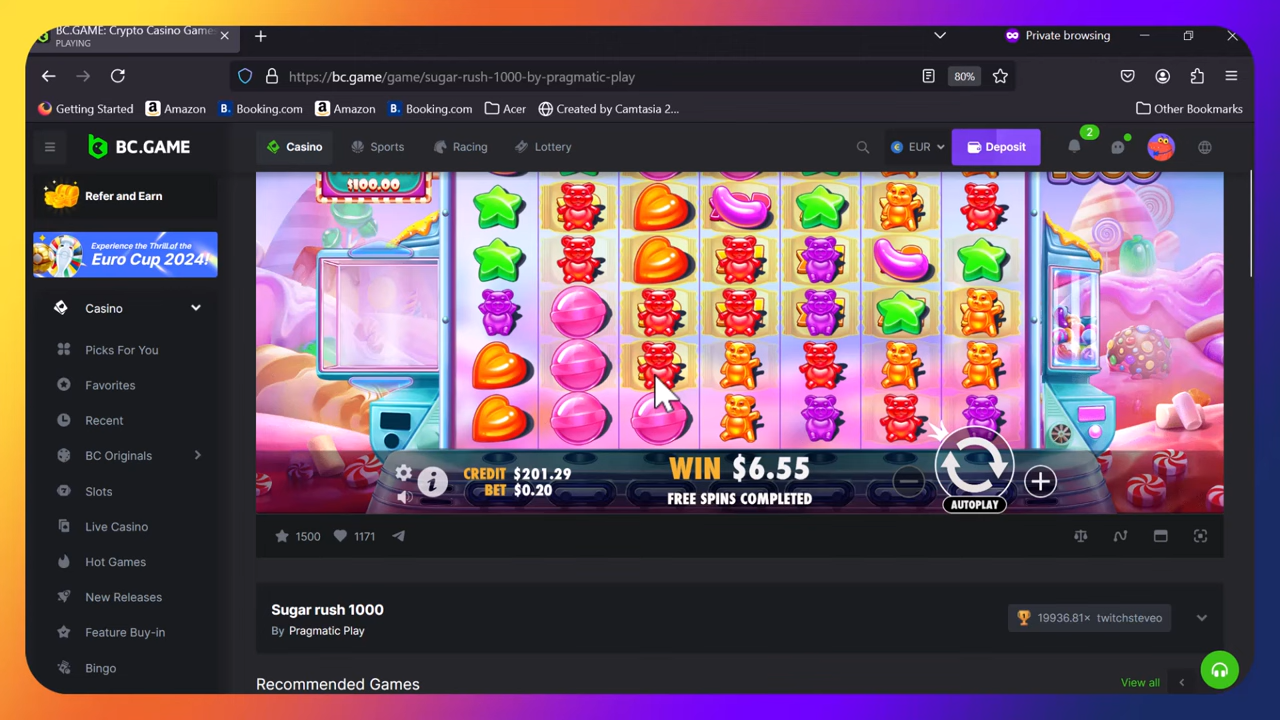 BC.GAME: Crypto Casino Games
PLAYING
Private browsing
https://bc.game/game/sugar-rush-1000-by-pragmatic-play
80%
Getting Started
Amazon
B. Booking.com
Amazon
B. Booking.com
Acer
Created by Camtasia 2...
Other Bookmarks
BC.GAME
Casino
Sports
Racing
Lottery
EUR
Deposit
2
Refer and Earn
Experience the Thrill of the
Euro Cup 2024!
Casino
Picks For You
Favorites
Recent
BC Originals
Slots
Live Casino
Hot Games
New Releases
Feature Buy-in
Bingo
$100.00
CREDIT $201.29
BET $0.20
WIN $6.55
FREE SPINS COMPLETED
AUTOPLAY
1500
1171
Sugar rush 1000
By Pragmatic Play
19936.81× twitchsteveo
Recommended Games
View all